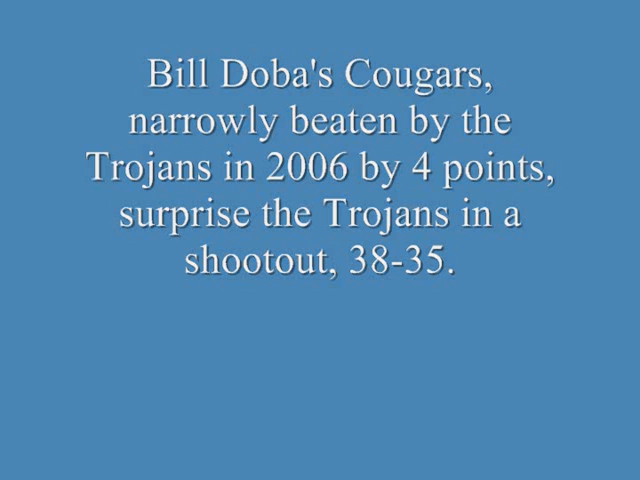 Bill Doba's Cougars,
narrowly beaten by the
Trojans in 2006 by 4 points,
surprise the Trojans in a
shootout, 38-35.